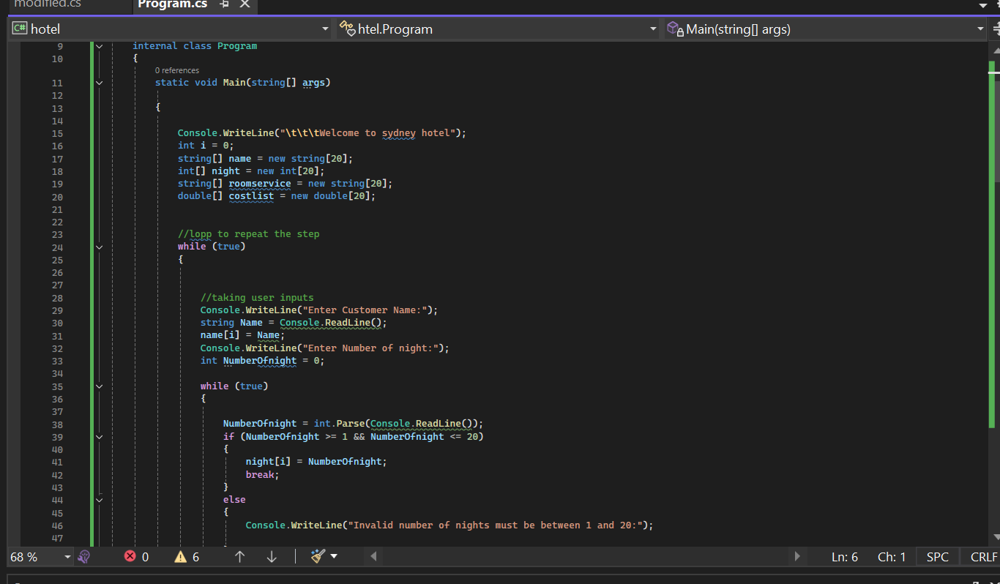 modified.cs Program.cs
C# hotel htel.Program Main(string[] args)
9 internal class Program
10 {
0 references
11 static void Main(string[] args)
12
13 {
14
15 Console.WriteLine("\t\t\tWelcome to sydney hotel");
16 int i = 0;
17 string[] name = new string[20];
18 int[] night = new int[20];
19 string[] roomservice = new string[20];
20 double[] costlist = new double[20];
21
22
23 //lopp to repeat the step
24 while (true)
25 {
26
27
28 //taking user inputs
29 Console.WriteLine("Enter Customer Name:");
30 string Name = Console.ReadLine();
31 name[i] = Name;
32 Console.WriteLine("Enter Number of night:");
33 int NumberOfnight = 0;
34
35 while (true)
36 {
37
38 NumberOfnight = int.Parse(Console.ReadLine());
39 if (NumberOfnight >= 1 && NumberOfnight <= 20)
40 {
41 night[i] = NumberOfnight;
42 break;
43 }
44 else
45 {
46 Console.WriteLine("Invalid number of nights must be between 1 and 20:");
47
68 % 0 6 Ln: 6 Ch: 1 SPC CRLF